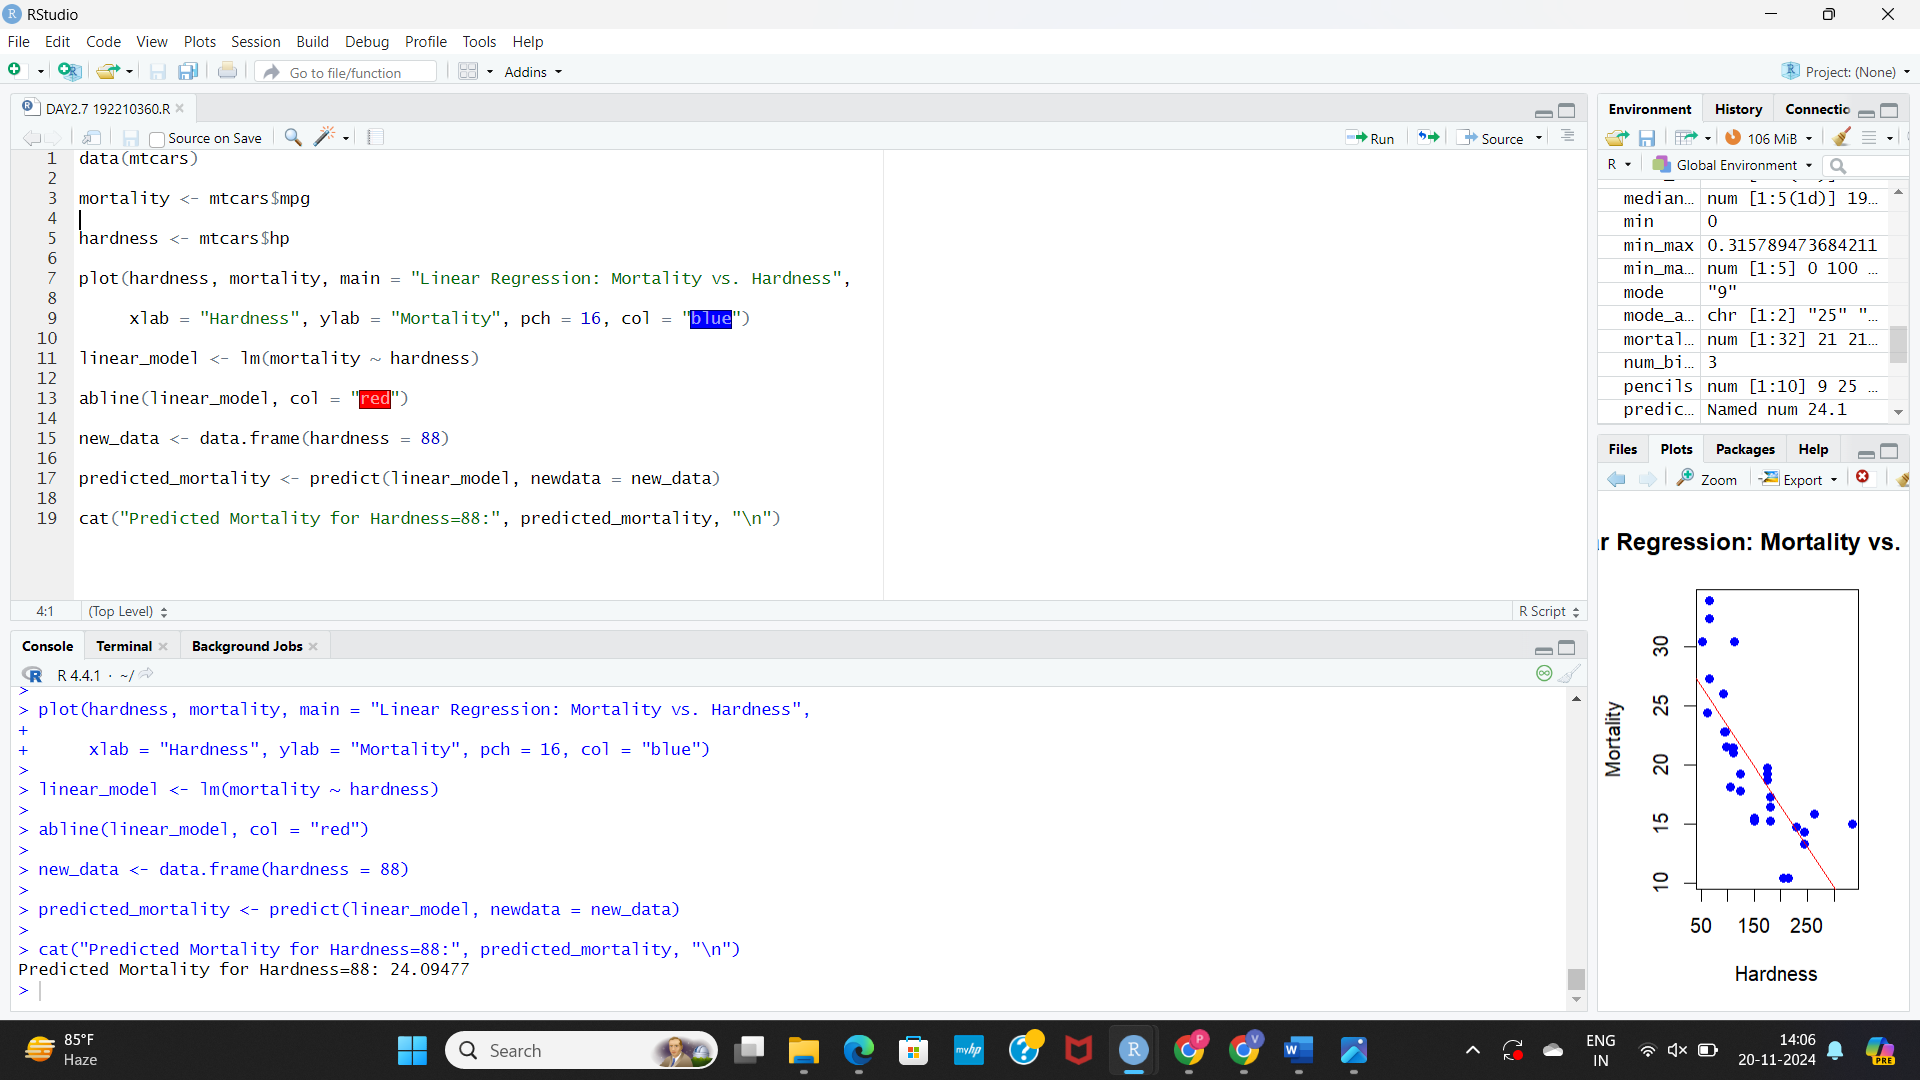 RStudio
File Edit Code View Plots Session Build Debug Profile Tools Help
Go to file/function Addins Project: (None)
DAY2.7 192210360.R
Source on Save Run Source
1 data(mtcars)
2
3 mortality <- mtcars$mpg
4
5 hardness <- mtcars$hp
6
7 plot(hardness, mortality, main = "Linear Regression: Mortality vs. Hardness",
8
9 xlab = "Hardness", ylab = "Mortality", pch = 16, col = "blue")
10
11 linear_model <- lm(mortality ~ hardness)
12
13 abline(linear_model, col = "red")
14
15 new_data <- data.frame(hardness = 88)
16
17 predicted_mortality <- predict(linear_model, newdata = new_data)
18
19 cat("Predicted Mortality for Hardness=88:", predicted_mortality, "\n")
4:1 (Top Level) R Script
Console Terminal Background Jobs
R 4.4.1 · ~/
>
> plot(hardness, mortality, main = "Linear Regression: Mortality vs. Hardness",
+
+ xlab = "Hardness", ylab = "Mortality", pch = 16, col = "blue")
>
> linear_model <- lm(mortality ~ hardness)
>
> abline(linear_model, col = "red")
>
> new_data <- data.frame(hardness = 88)
>
> predicted_mortality <- predict(linear_model, newdata = new_data)
>
> cat("Predicted Mortality for Hardness=88:", predicted_mortality, "\n")
Predicted Mortality for Hardness=88: 24.09477
>
Environment History Connectio
106 MiB
R Global Environment
median... num [1:5(1d)] 19...
min 0
min_max 0.315789473684211
min_ma... num [1:5] 0 100 ...
mode "9"
mode_a... chr [1:2] "25" "...
mortal... num [1:32] 21 21...
num_bi... 3
pencils num [1:10] 9 25 ...
predic... Named num 24.1
Files Plots Packages Help
Zoom Export
r Regression: Mortality vs.
Mortality
30
25
20
15
10
50 150 250
Hardness
85°F
Haze
Search
myhp
ENG
IN
14:06
20-11-2024
PRE